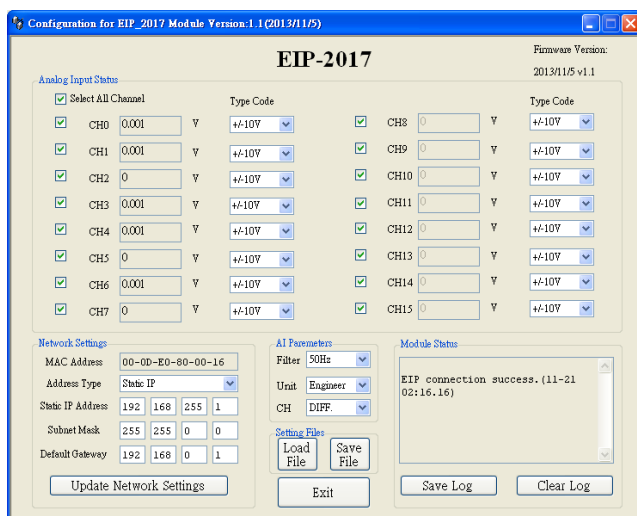 Configuration for EIP_2017 Module Version:1.1(2013/11/5)
EIP-2017
Firmware Version:
2013/11/5 v1.1
Analog Input Status
Select All Channel
Type Code
Type Code
CH0 0.001 V +/-10V
CH8 0 V +/-10V
CH1 0.001 V +/-10V
CH9 0 V +/-10V
CH2 0 V +/-10V
CH10 0 V +/-10V
CH3 0.001 V +/-10V
CH11 0 V +/-10V
CH4 0.001 V +/-10V
CH12 0 V +/-10V
CH5 0 V +/-10V
CH13 0 V +/-10V
CH6 0.001 V +/-10V
CH14 0 V +/-10V
CH7 0 V +/-10V
CH15 0 V +/-10V
Network Settings
MAC Address 00-0D-E0-80-00-16
Address Type Static IP
Static IP Address 192 168 255 1
Subnet Mask 255 255 0 0
Default Gateway 192 168 0 1
Update Network Settings
AI Paremeters
Filter 50Hz
Unit Engineer
CH DIFF.
Setting Files
Load File
Save File
Exit
Module Status
EIP connection success.(11-21
02:16.16)
Save Log
Clear Log